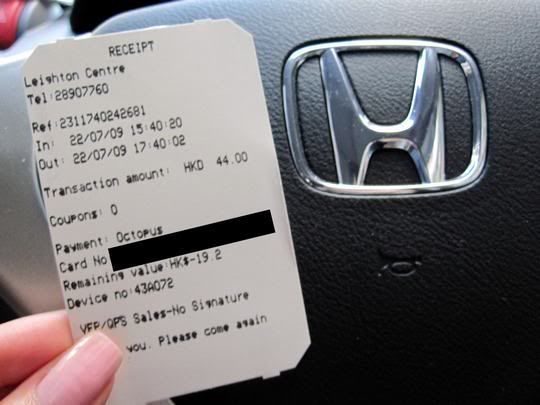 RECEIPT
Leighton Centre
Tel:28907760
Ref:2311740242681
In: 22/07/09 15:40:20
Out: 22/07/09 17:40:02
Transaction amount: HKD 44.00
Coupons: 0
Payment: Octopus
Card No
Remaining value:HK$-19.2
Device no:43A072
YFP/QPS Sales-No Signature
you. Please come again